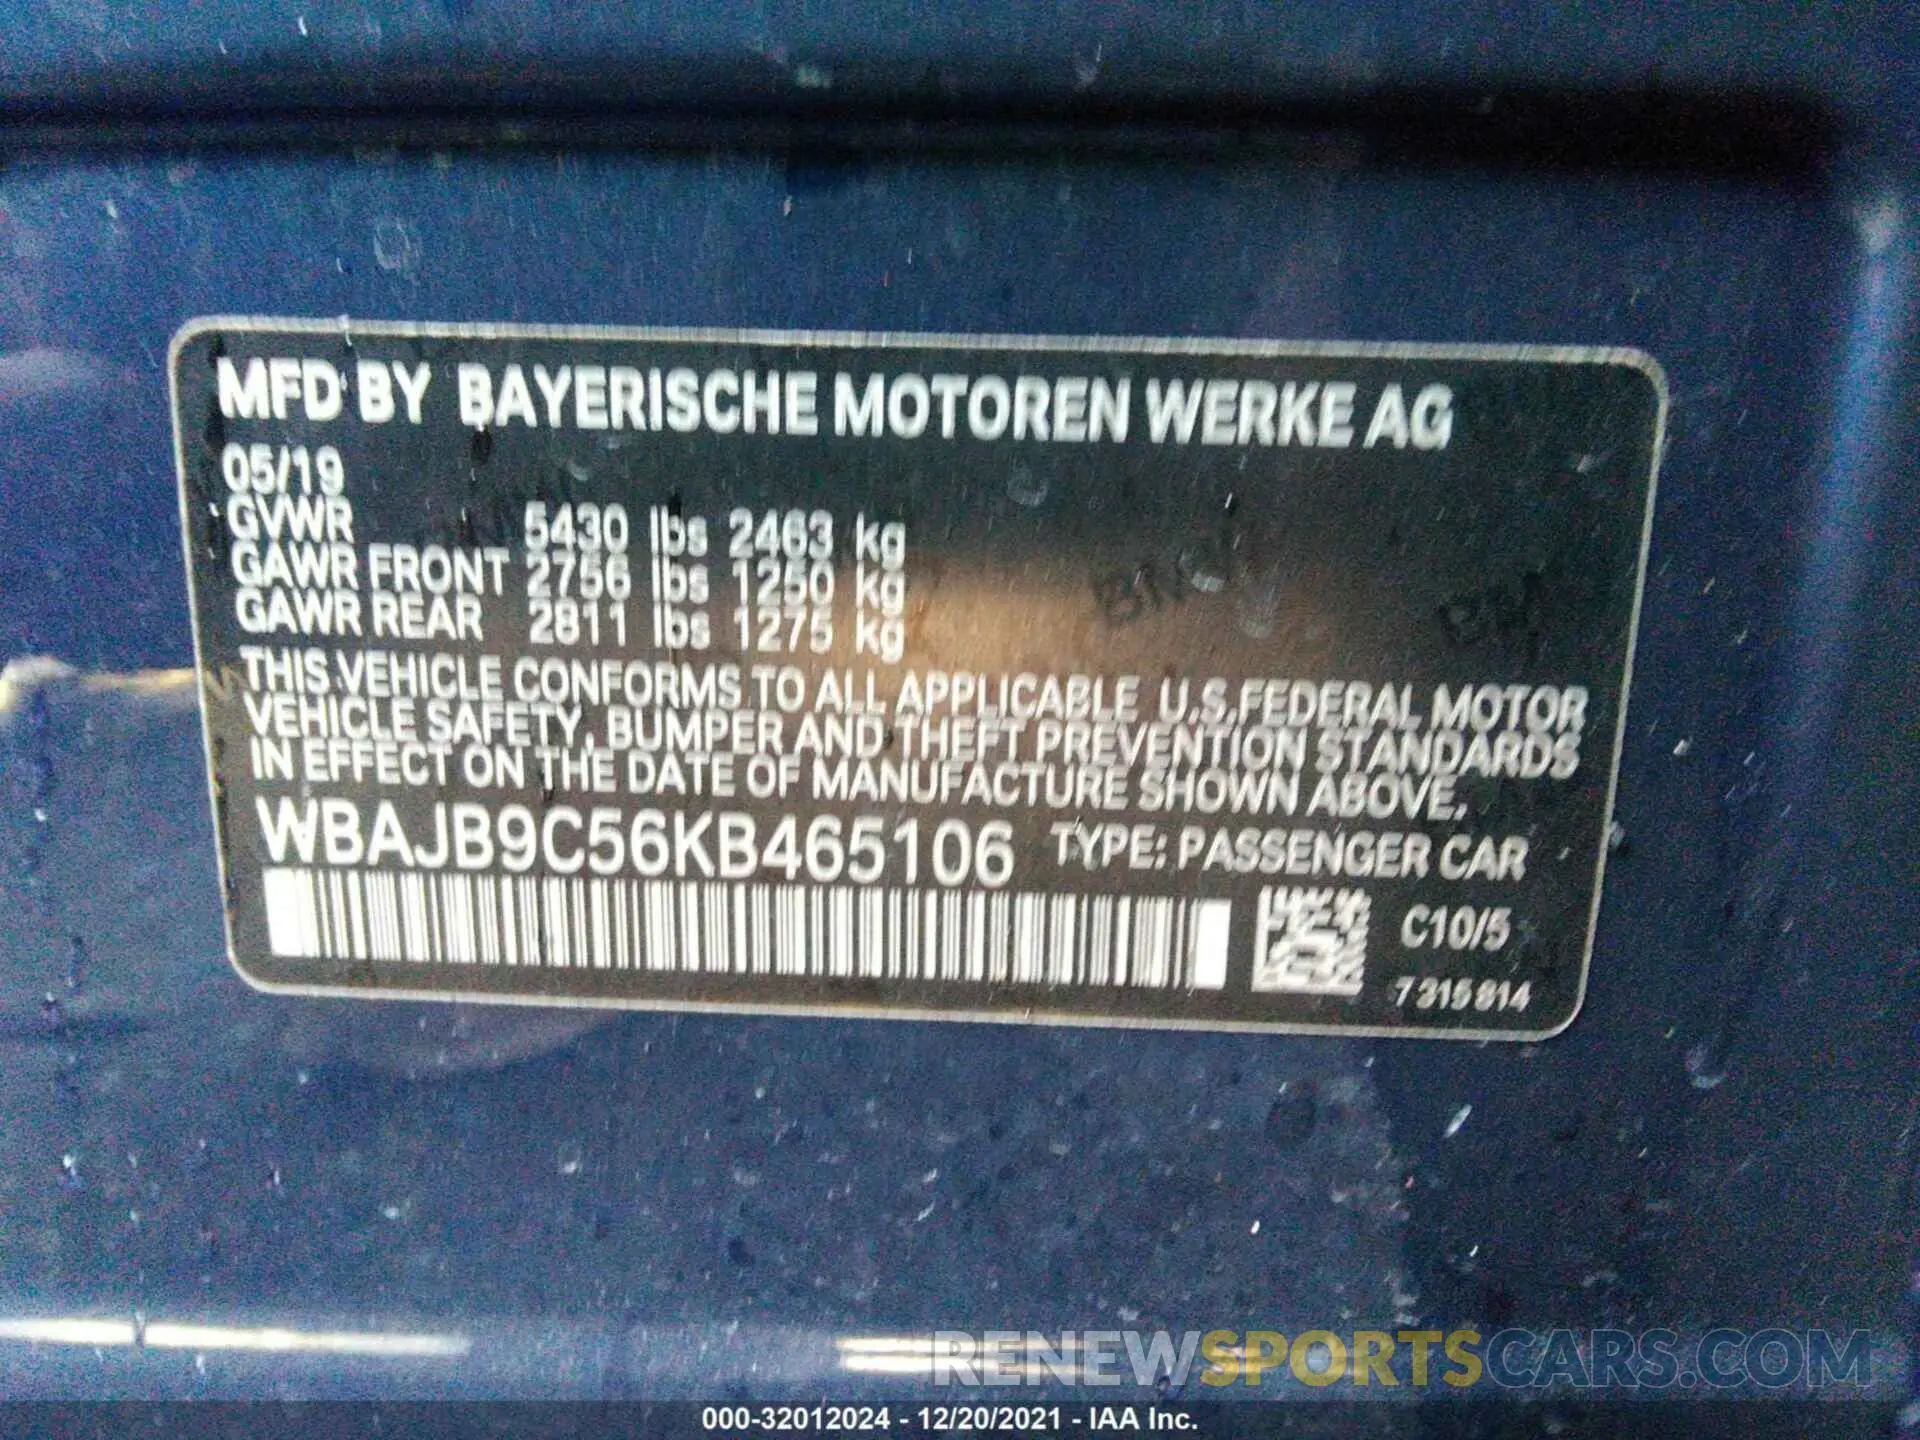 MFD BY BAYERISCHE MOTOREN WERKE AG
05/19
GVWR 5430 lbs 2463 kg
GAWR FRONT 2756 lbs 1250 kg
GAWR REAR 2811 lbs 1275 kg
THIS VEHICLE CONFORMS TO ALL APPLICABLE U.S. FEDERAL MOTOR
VEHICLE SAFETY, BUMPER AND THEFT PREVENTION STANDARDS
IN EFFECT ON THE DATE OF MANUFACTURE SHOWN ABOVE.
WBAJB9C56KB465106 TYPE: PASSENGER CAR
C10/5
7315814
RENEWSPORTSCARS.COM
000-32012024 - 12/20/2021 - IAA Inc.